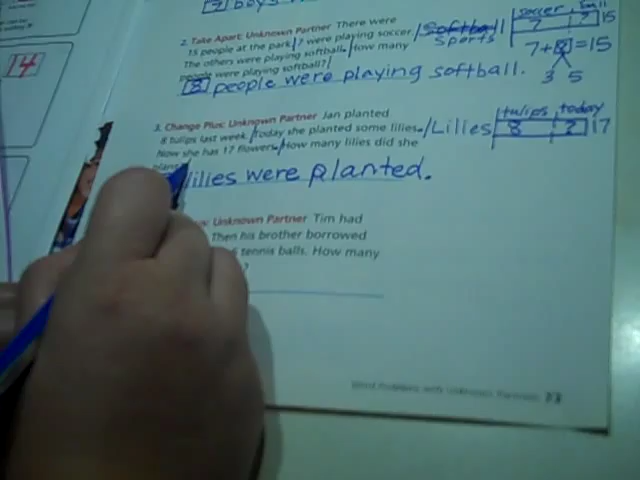 7 boys
14
2. Take Apart: Unknown Partner There were
15 people at the park/7 were playing soccer/
The others were playing softball/How many
people were playing softball?/
Softball
sports
soccer ball
7 ? 15
7 + 8 = 15
3 5
8 people were playing softball.
3. Change Plus: Unknown Partner Jan planted
8 tulips last week/Today she planted some lilies/
Now she has 17 flowers/How many lilies did she
Lilies
tulips today
8 ? 17
lilies were planted.
Unknown Partner Tim had
Then his brother borrowed
tennis balls. How many
?
Word Problems with Unknown Partners